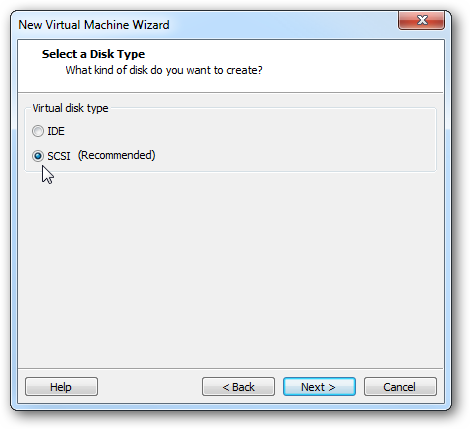 New Virtual Machine Wizard
Select a Disk Type
What kind of disk do you want to create?
Virtual disk type
IDE
SCSI (Recommended)
Help < Back Next > Cancel